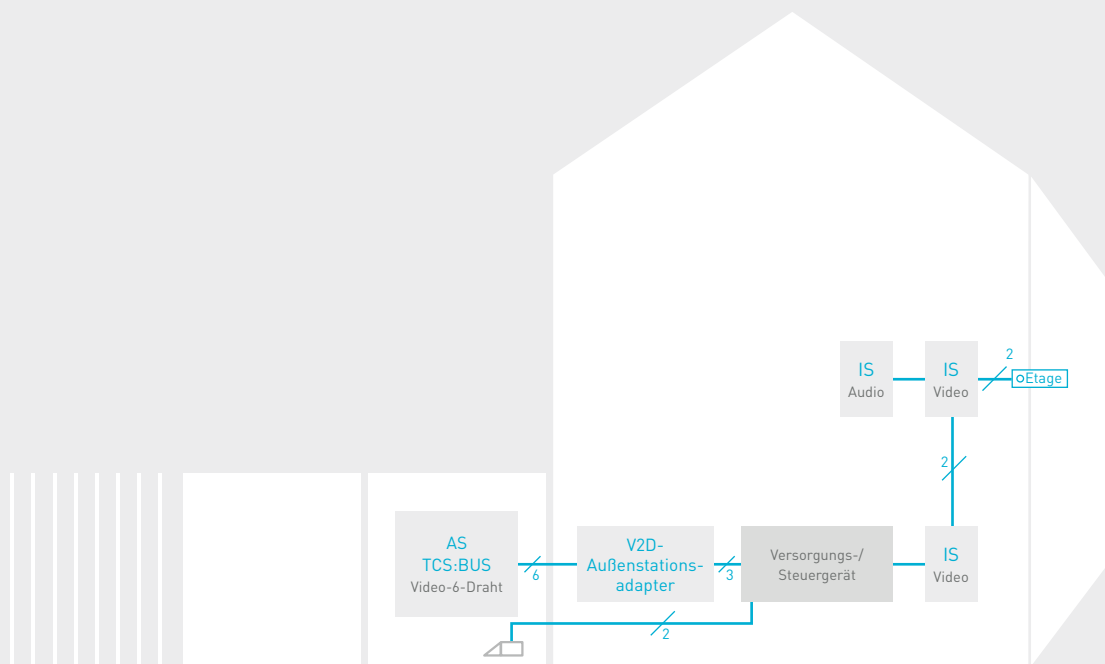 2
IS
Audio
IS
Video
Etage
2
AS
TCS:BUS
Video-6-Draht
6
V2D-
Außenstations-
adapter
3
Versorgungs-/
Steuergerät
IS
Video
2